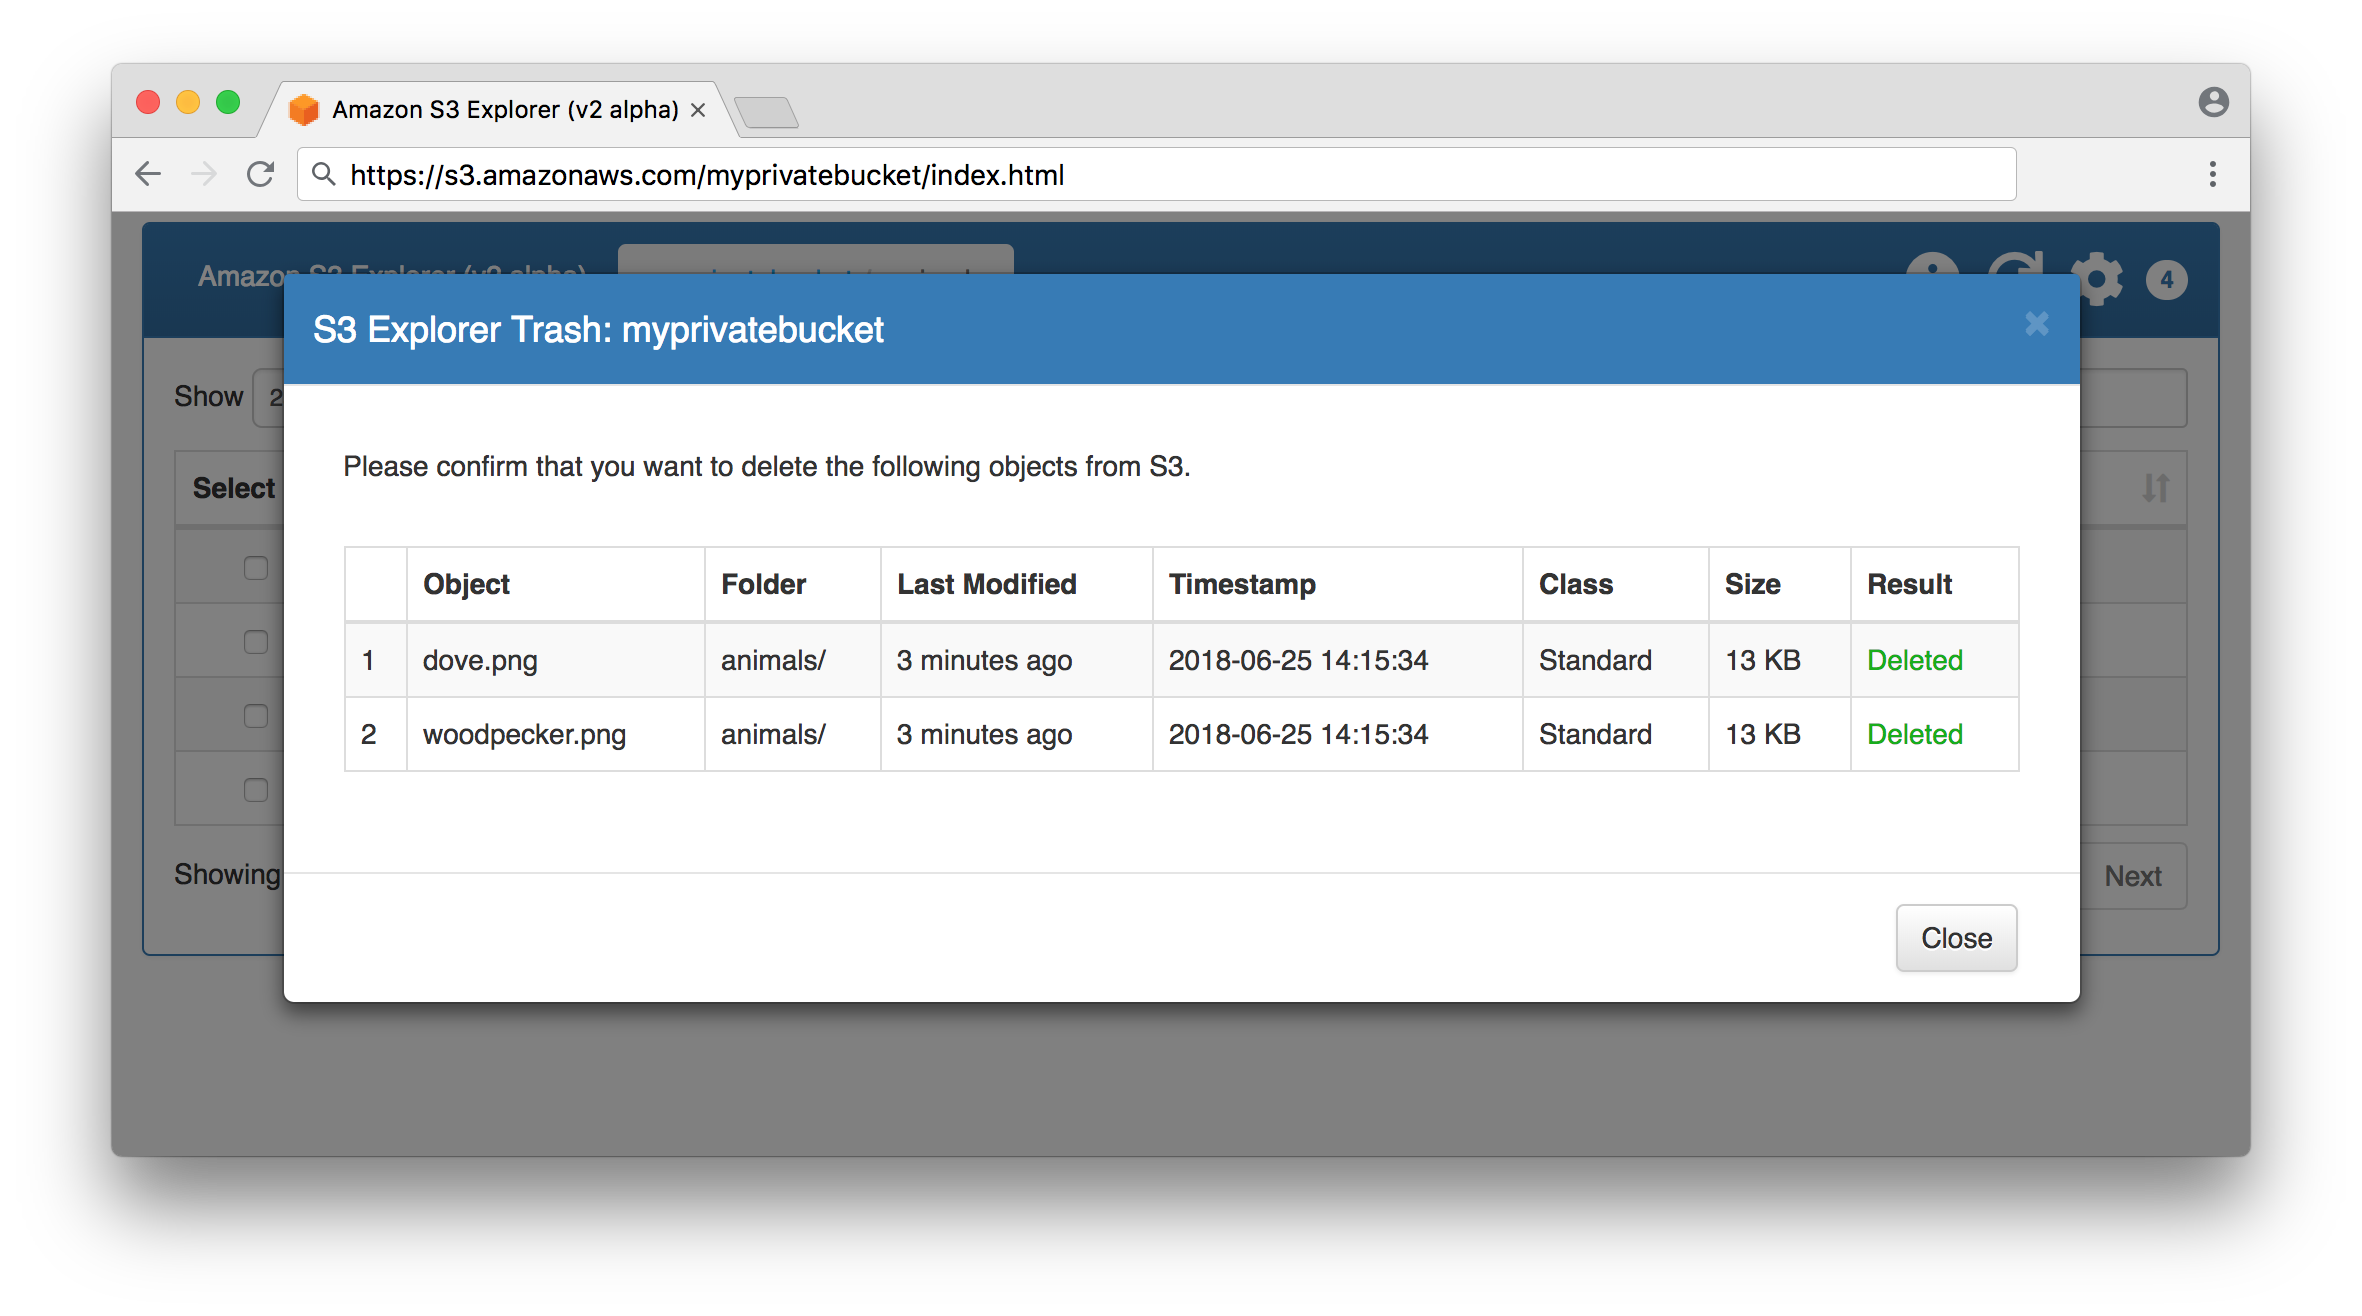 Amazon S3 Explorer (v2 alpha)
https://s3.amazonaws.com/myprivatebucket/index.html
Amazon S3 Explorer (v2 alpha)
4
S3 Explorer Trash: myprivatebucket
Show 2
Please confirm that you want to delete the following objects from S3.
Select
Object Folder Last Modified Timestamp Class Size Result
1 dove.png animals/ 3 minutes ago 2018-06-25 14:15:34 Standard 13 KB Deleted
2 woodpecker.png animals/ 3 minutes ago 2018-06-25 14:15:34 Standard 13 KB Deleted
Showing
Next
Close